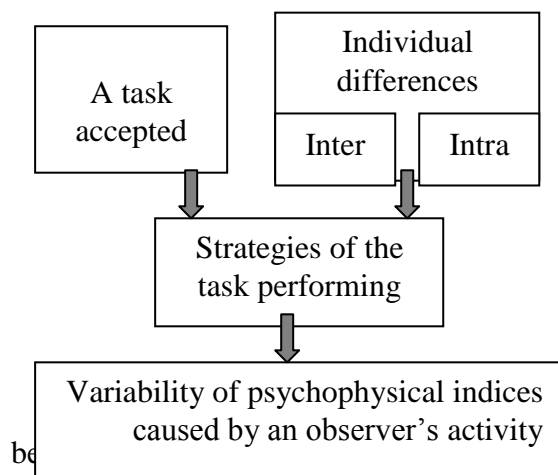 A task
accepted
Individual
differences
Inter
Intra
Strategies of the
task performing
Variability of psychophysical indices
caused by an observer's activity